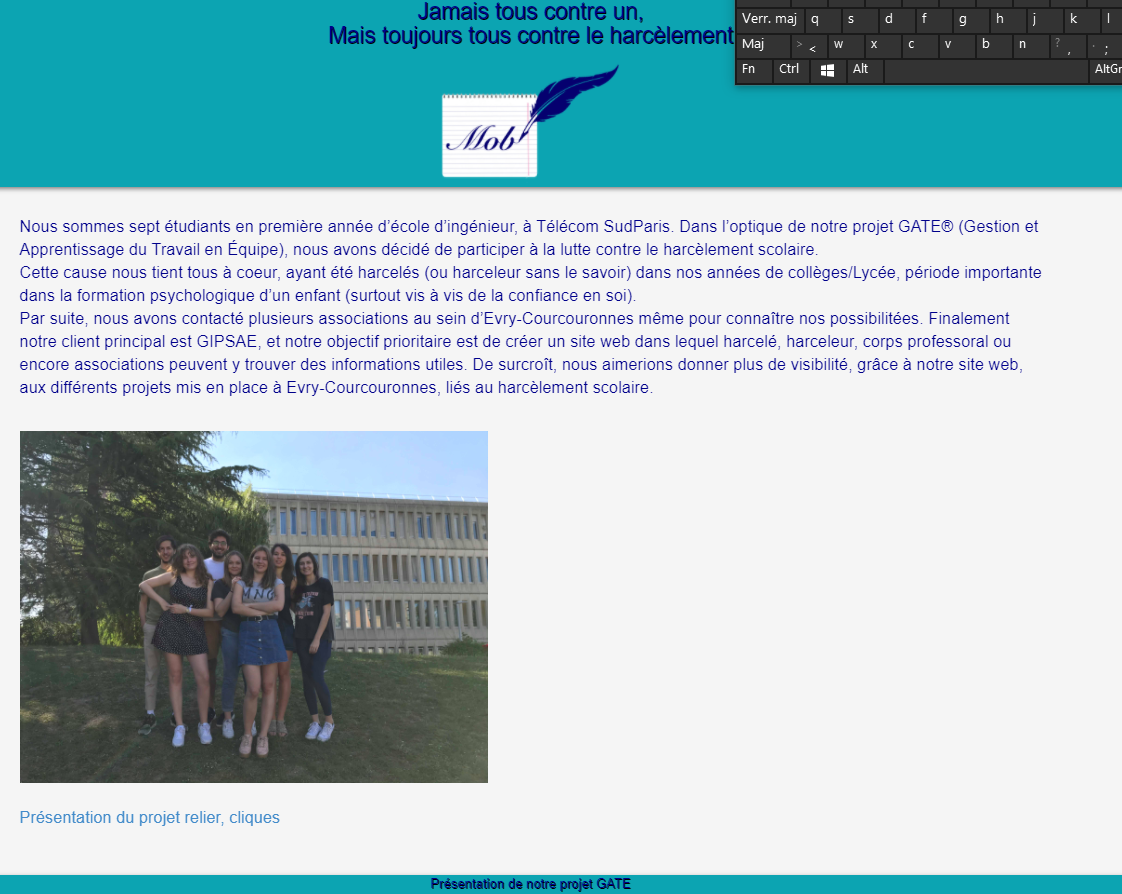 Jamais tous contre un,
Mais toujours tous contre le harcèlement
Verr. maj q s d f g h j k l
Maj > < w x c v b n ? , . ;
Fn Ctrl Alt AltGr
Mob
Nous sommes sept étudiants en première année d’école d’ingénieur, à Télécom SudParis. Dans l’optique de notre projet GATE® (Gestion et
Apprentissage du Travail en Équipe), nous avons décidé de participer à la lutte contre le harcèlement scolaire.
Cette cause nous tient tous à coeur, ayant été harcelés (ou harceleur sans le savoir) dans nos années de collèges/Lycée, période importante
dans la formation psychologique d’un enfant (surtout vis à vis de la confiance en soi).
Par suite, nous avons contacté plusieurs associations au sein d’Evry-Courcouronnes même pour connaître nos possibilitées. Finalement
notre client principal est GIPSAE, et notre objectif prioritaire est de créer un site web dans lequel harcelé, harceleur, corps professoral ou
encore associations peuvent y trouver des informations utiles. De surcroît, nous aimerions donner plus de visibilité, grâce à notre site web,
aux différents projets mis en place à Evry-Courcouronnes, liés au harcèlement scolaire.
Présentation du projet relier, cliques
Présentation de notre projet GATE